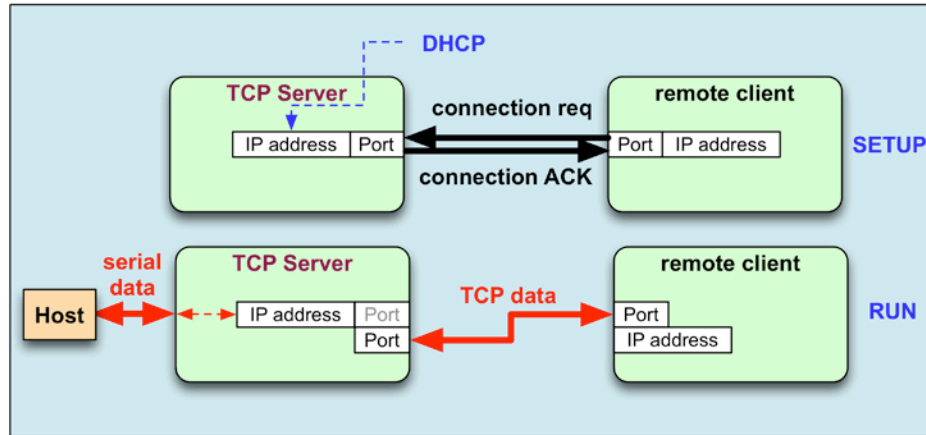 DHCP
TCP Server
remote client
connection req
IP address Port
Port IP address
SETUP
connection ACK
serial
data
TCP Server
remote client
TCP data
Host
IP address Port
Port
Port
IP address
RUN